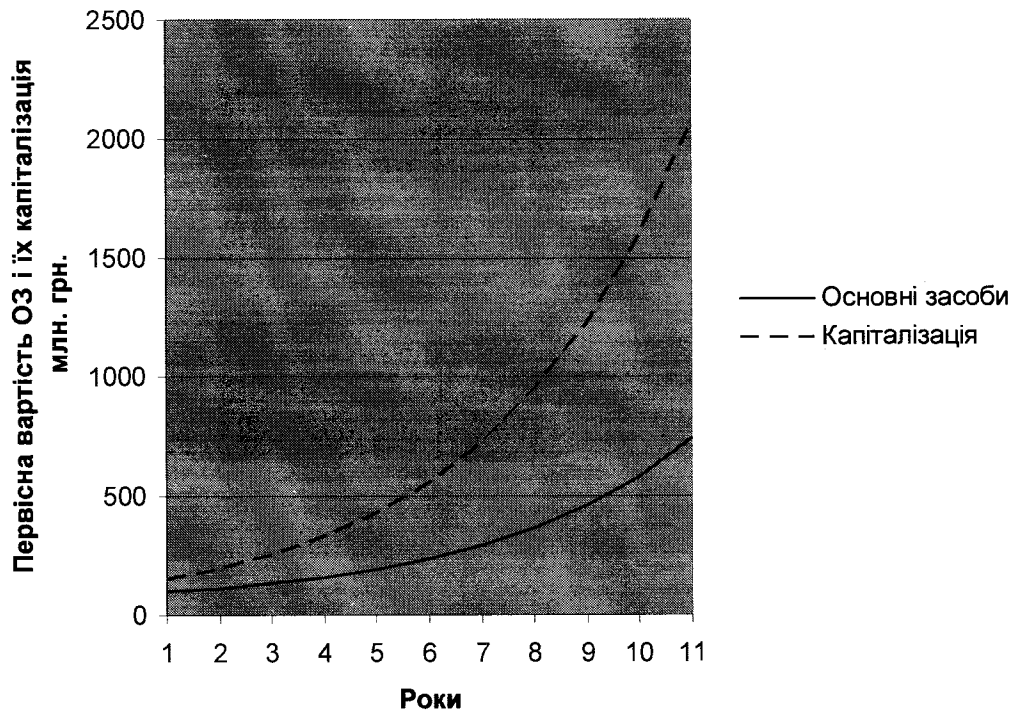 Первісна вартість ОЗ і їх капіталізація
млн. грн.
2500
2000
1500
1000
500
0
1 2 3 4 5 6 7 8 9 10 11
Роки
Основні засоби
Капіталізація